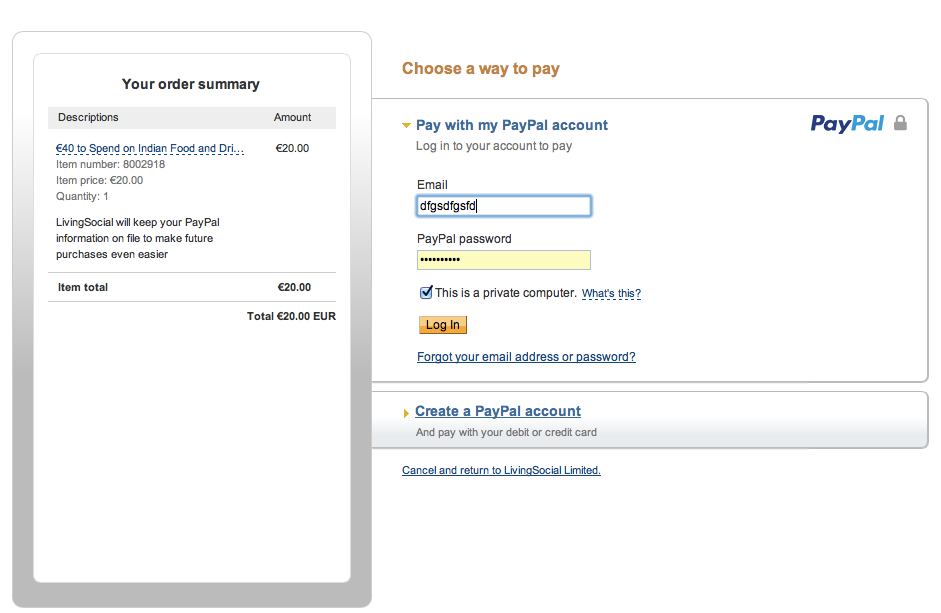 Your order summary
Descriptions Amount
€40 to Spend on Indian Food and Dri... €20.00
Item number: 8002918
Item price: €20.00
Quantity: 1
LivingSocial will keep your PayPal
information on file to make future
purchases even easier
Item total €20.00
Total €20.00 EUR
Choose a way to pay
Pay with my PayPal account
PayPal
Log in to your account to pay
Email
dfgsdfgsfd
PayPal password
••••••••••
This is a private computer. What's this?
Log In
Forgot your email address or password?
Create a PayPal account
And pay with your debit or credit card
Cancel and return to LivingSocial Limited.